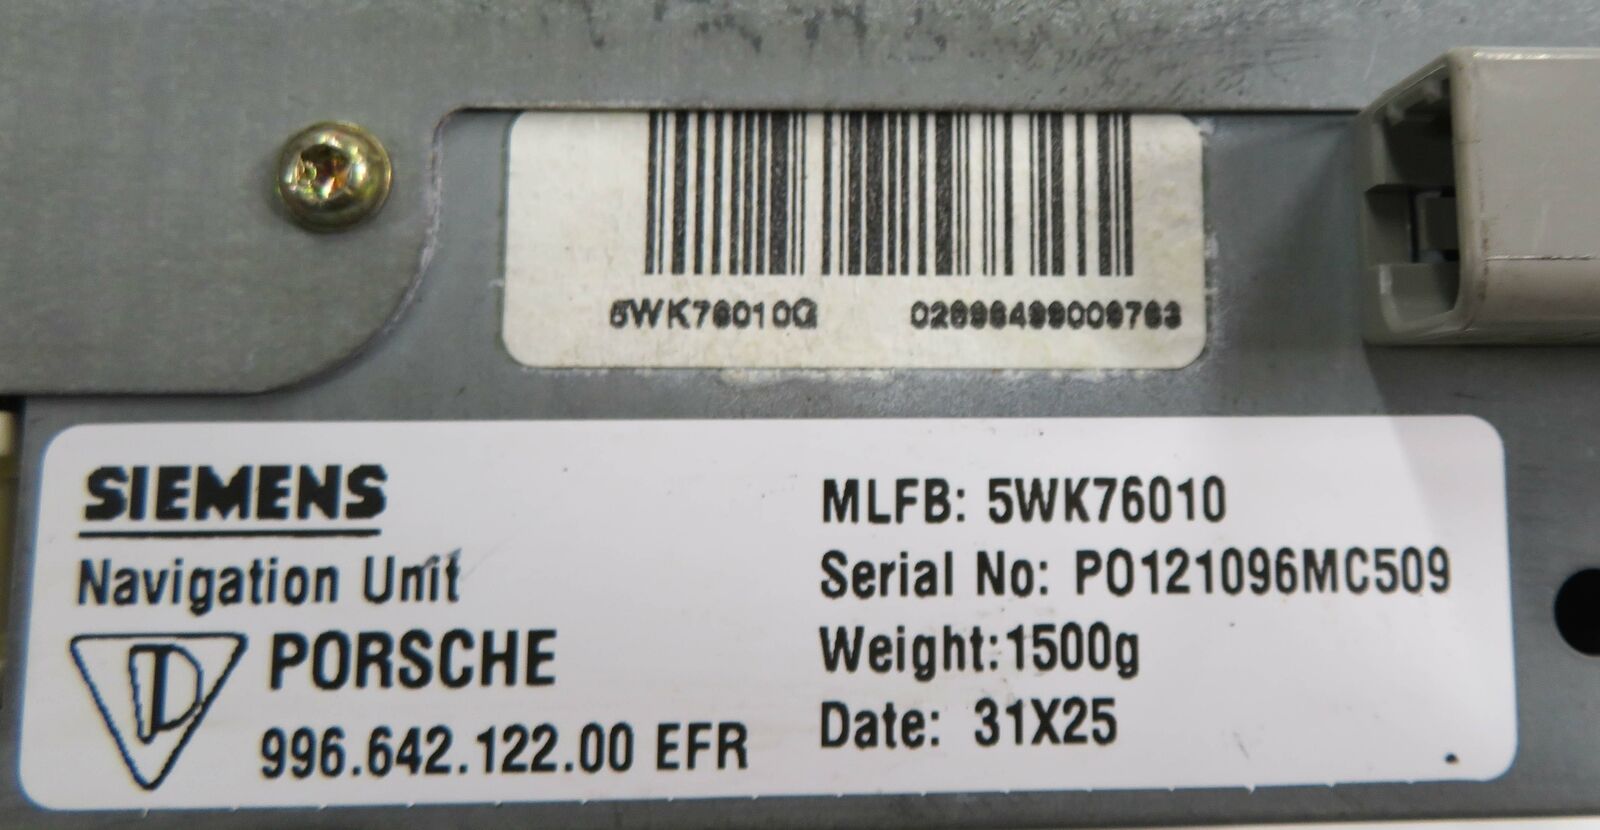 5WK76010G 02696499009763
SIEMENS
Navigation Unit
PORSCHE
996.642.122.00 EFR
MLFB: 5WK76010
Serial No: PO121096MC509
Weight:1500g
Date: 31X25